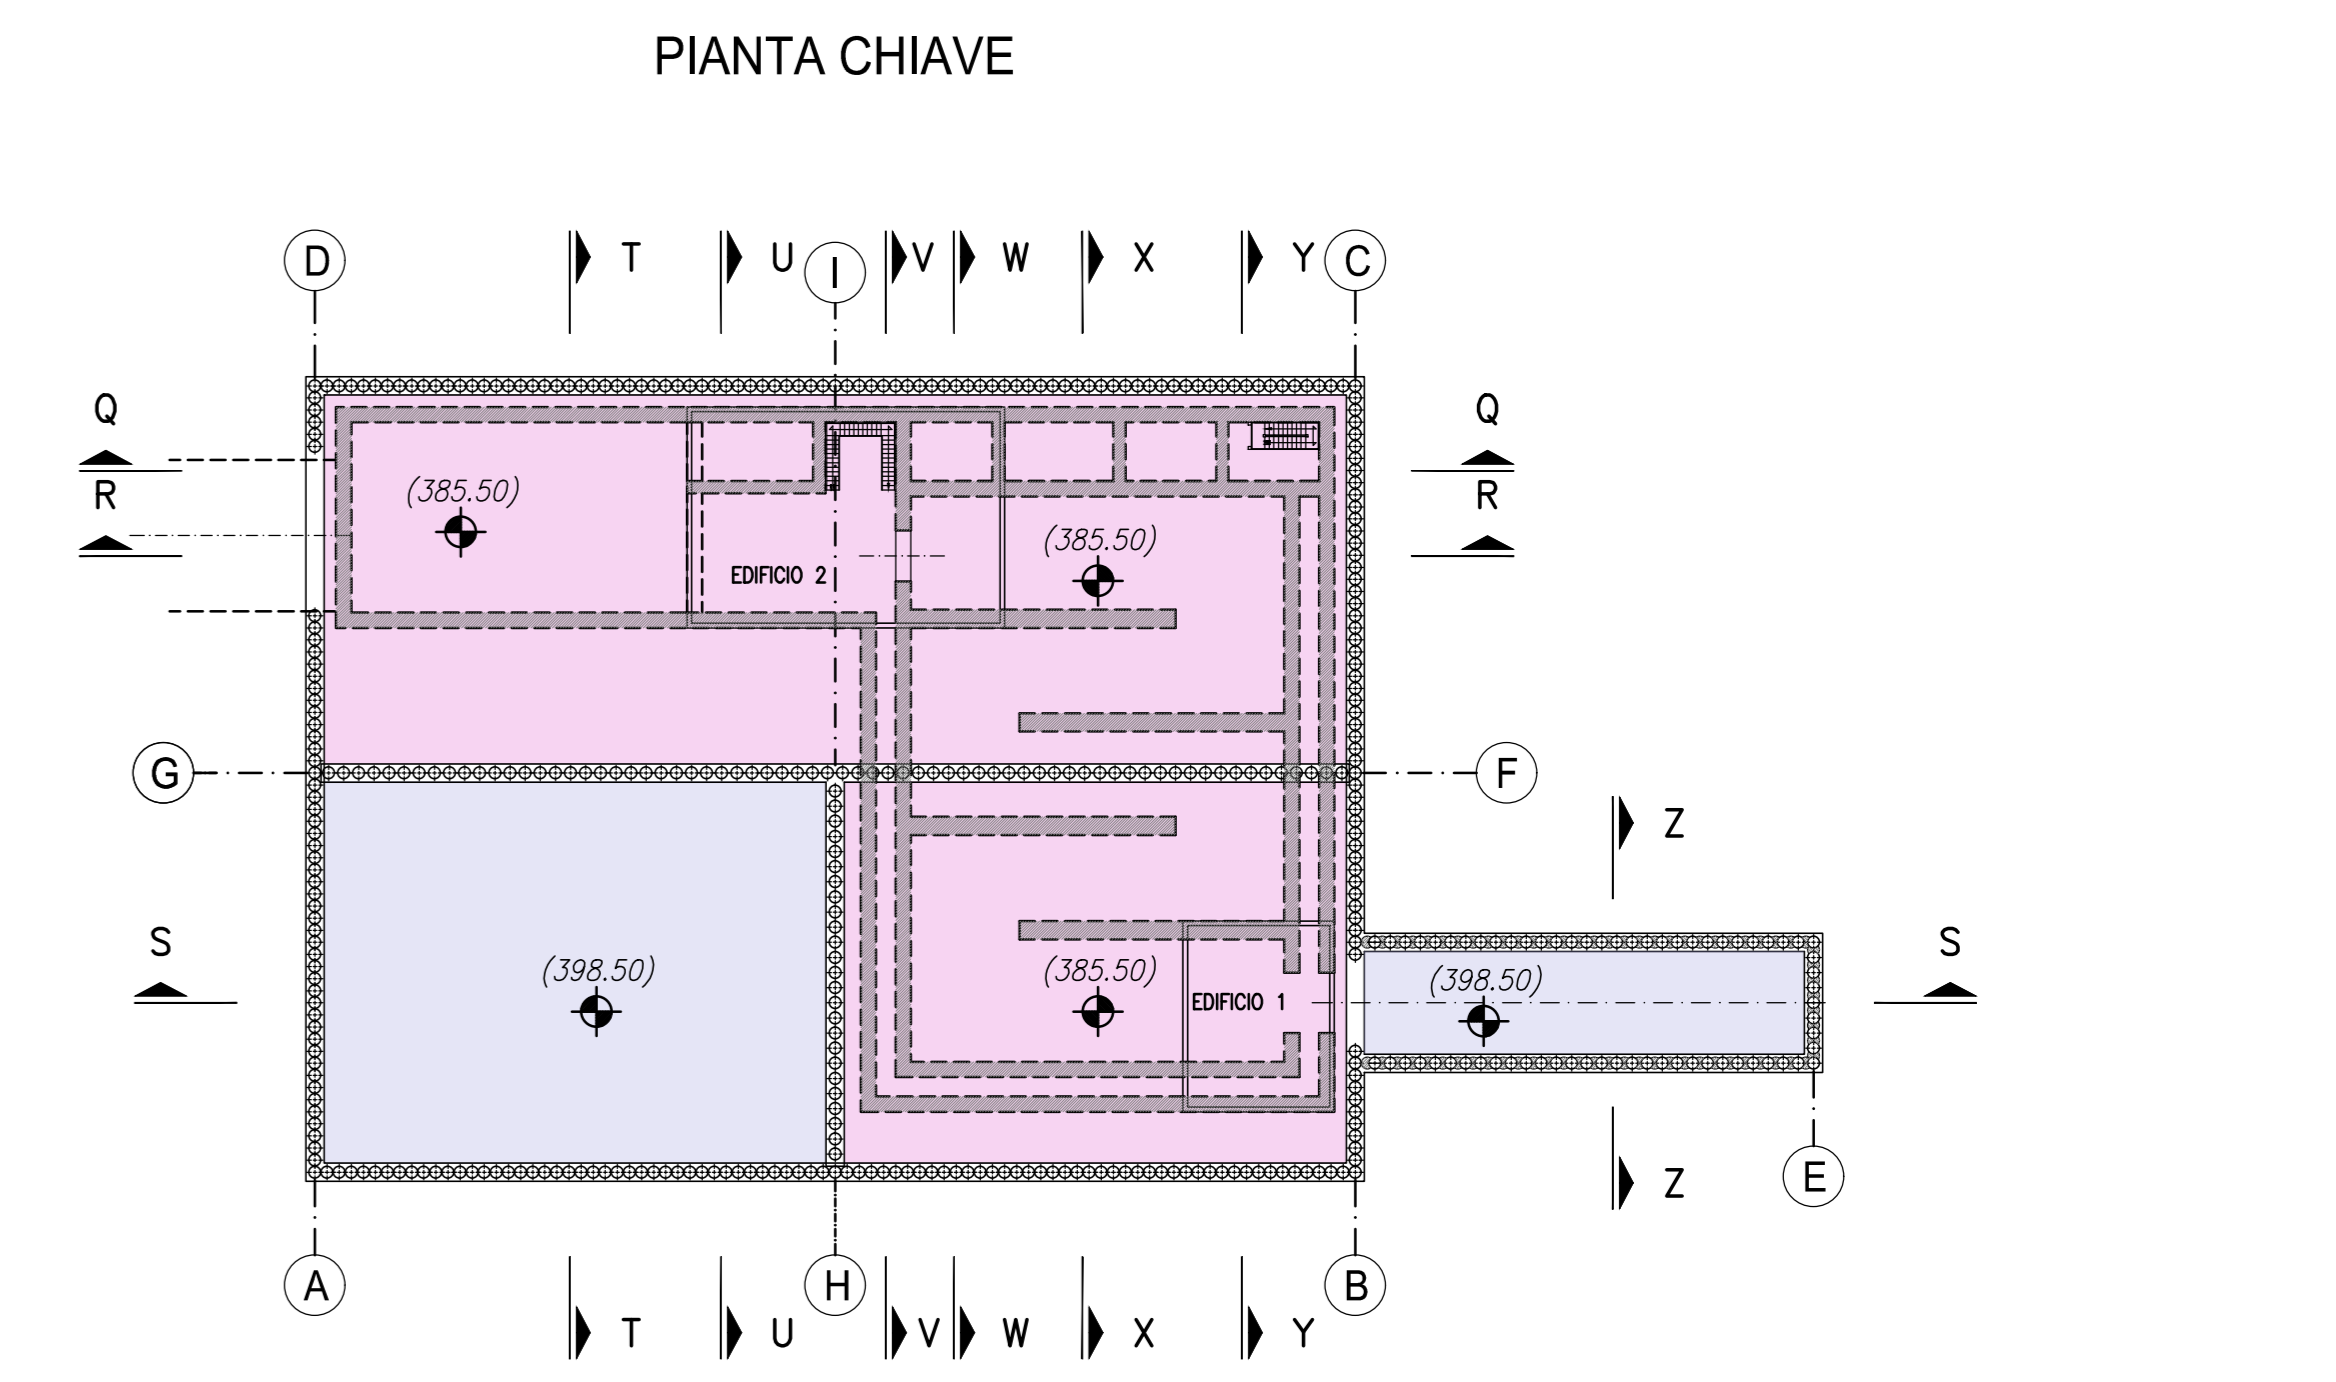 PIANTA CHIAVE
D T U I V W X Y C
Q Q
R R
(385.50)
(385.50)
EDIFICIO 2
G F
Z
S S
(398.50) (385.50) (398.50)
EDIFICIO 1
Z E
A H B
T U V W X Y